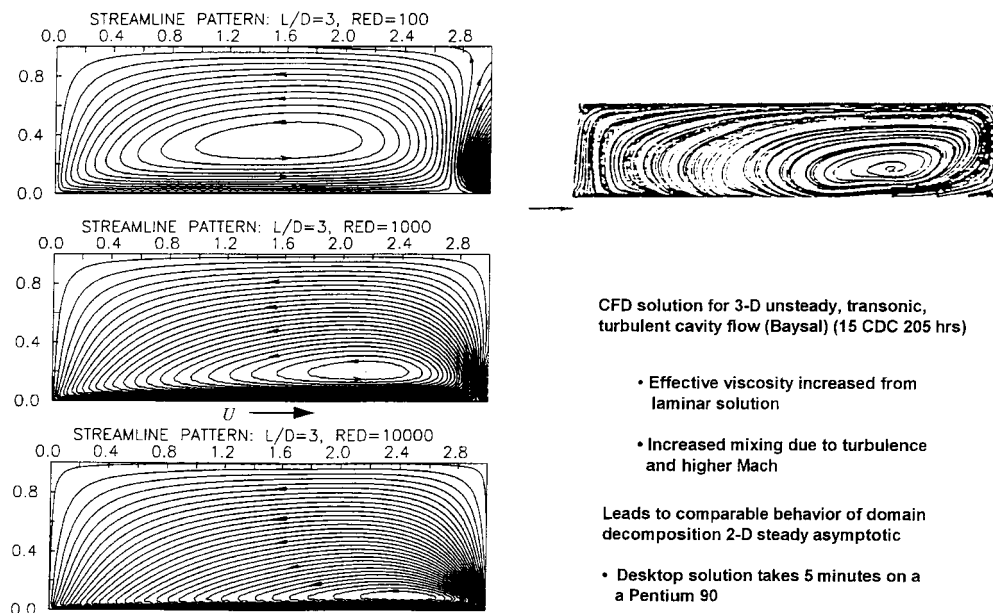 STREAMLINE PATTERN: L/D=3, RED=100
0.0 0.4 0.8 1.2 1.6 2.0 2.4 2.8
0.8
0.4
0.0
STREAMLINE PATTERN: L/D=3, RED=1000
0.0 0.4 0.8 1.2 1.6 2.0 2.4 2.8
0.8
0.4
0.0
U
STREAMLINE PATTERN: L/D=3, RED=10000
0.0 0.4 0.8 1.2 1.6 2.0 2.4 2.8
0.8
0.4
0.0
CFD solution for 3-D unsteady, transonic,
turbulent cavity flow (Baysal) (15 CDC 205 hrs)
• Effective viscosity increased from
laminar solution
• Increased mixing due to turbulence
and higher Mach
Leads to comparable behavior of domain
decomposition 2-D steady asymptotic
• Desktop solution takes 5 minutes on a
a Pentium 90